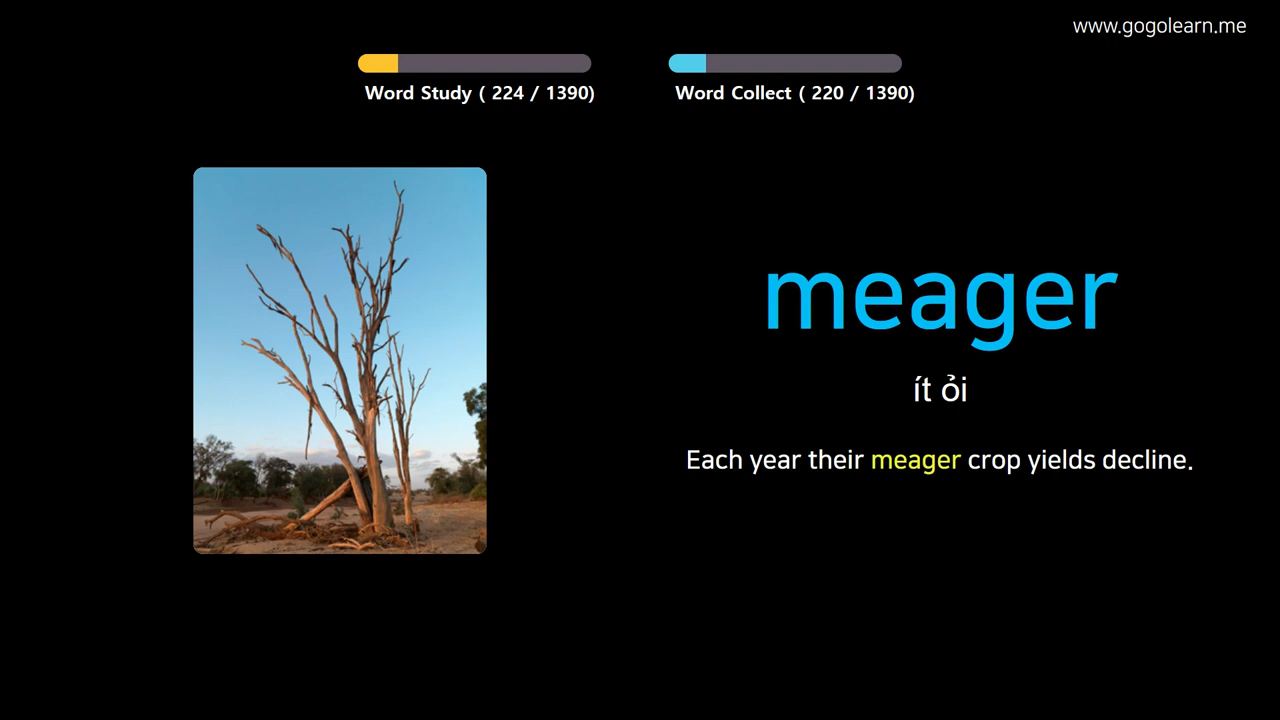 www.gogolearn.me
Word Study ( 224 / 1390)
Word Collect ( 220 / 1390)
meager
ít ỏi
Each year their meager crop yields decline.